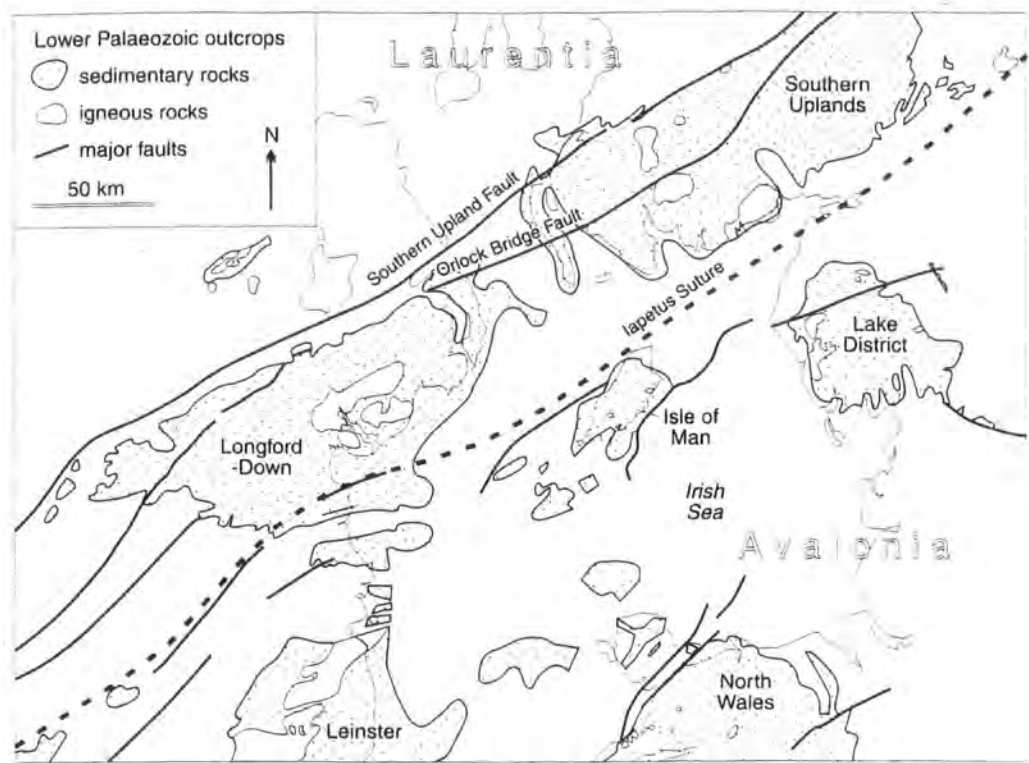 Lower Palaeozoic outcrops
sedimentary rocks
igneous rocks
major faults
50 km
N
Laurentia
Southern
Uplands
Southern Upland Fault
Orlock Bridge Fault
Iapetus Suture
Lake
District
Isle of
Man
Longford
-Down
Irish
Sea
Avalonia
North
Wales
Leinster